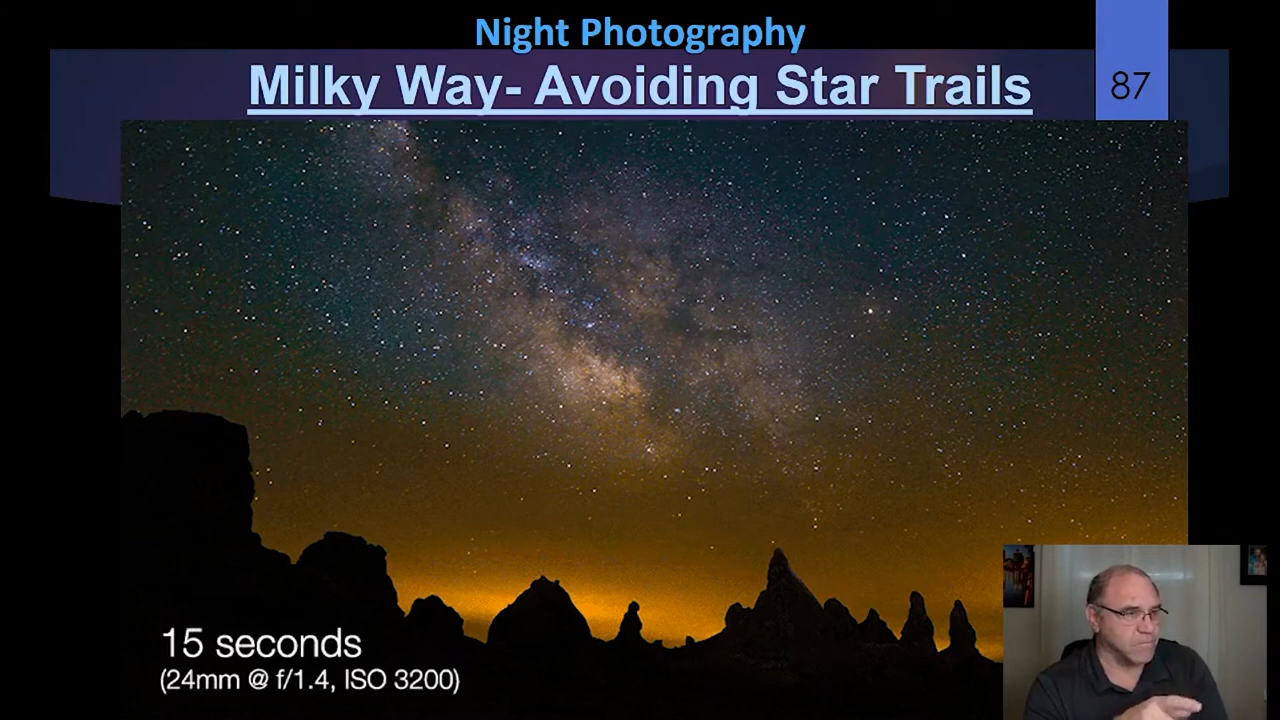 Night Photography
Milky Way- Avoiding Star Trails
87
15 seconds
(24mm @ f/1.4, ISO 3200)